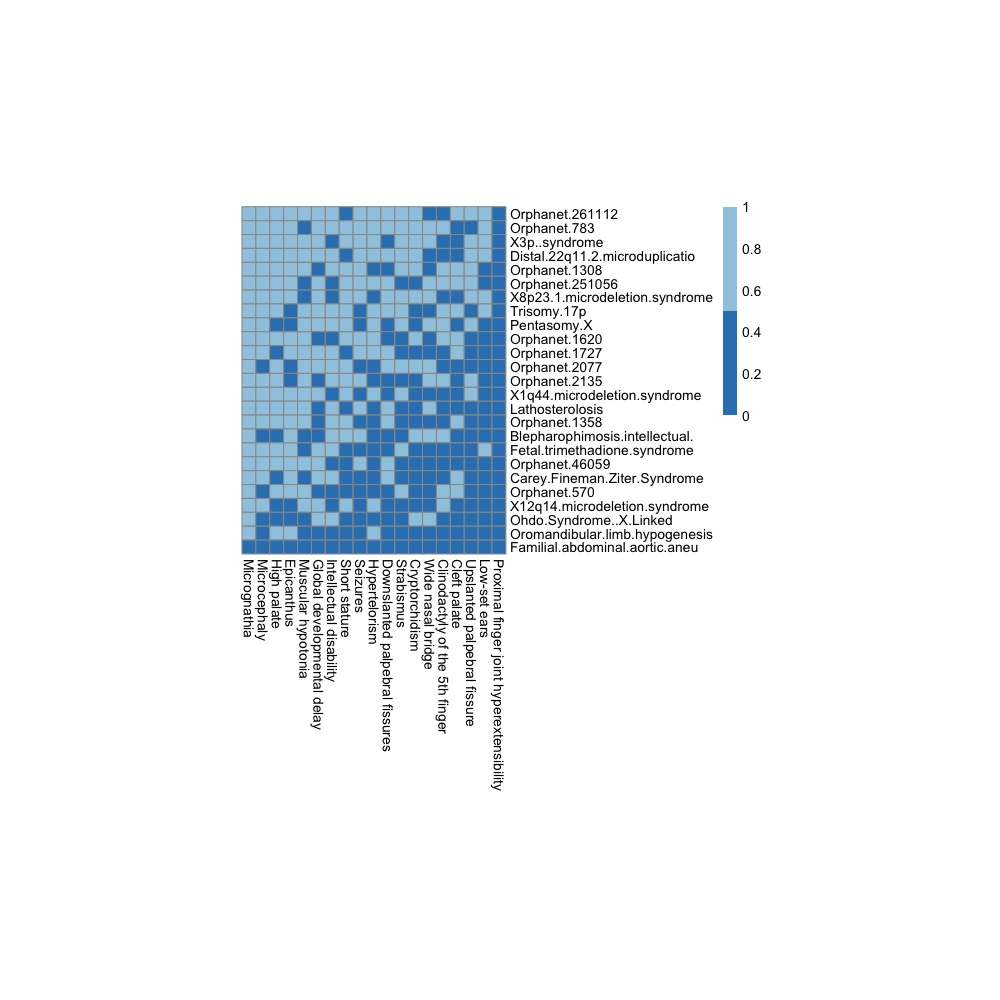 Orphanet.261112
Orphanet.783
X3p..syndrome
Distal.22q11.2.microduplicatio
Orphanet.1308
Orphanet.251056
X8p23.1.microdeletion.syndrome
Trisomy.17p
Pentasomy.X
Orphanet.1620
Orphanet.1727
Orphanet.2077
Orphanet.2135
X1q44.microdeletion.syndrome
Lathosterolosis
Orphanet.1358
Blepharophimosis.intellectual.
Fetal.trimethadione.syndrome
Orphanet.46059
Carey.Fineman.Ziter.Syndrome
Orphanet.570
X12q14.microdeletion.syndrome
Ohdo.Syndrome..X.Linked
Oromandibular.limb.hypogenesis
Familial.abdominal.aortic.aneu
1
0.8
0.6
0.4
0.2
0
Micrognathia
Microcephaly
High palate
Epicanthus
Muscular hypotonia
Global developmental delay
Intellectual disability
Short stature
Seizures
Hypertelorism
Downslanted palpebral fissures
Strabismus
Cryptorchidism
Wide nasal bridge
Clinodactyly of the 5th finger
Cleft palate
Upslanted palpebral fissure
Low-set ears
Proximal finger joint hyperextensibility